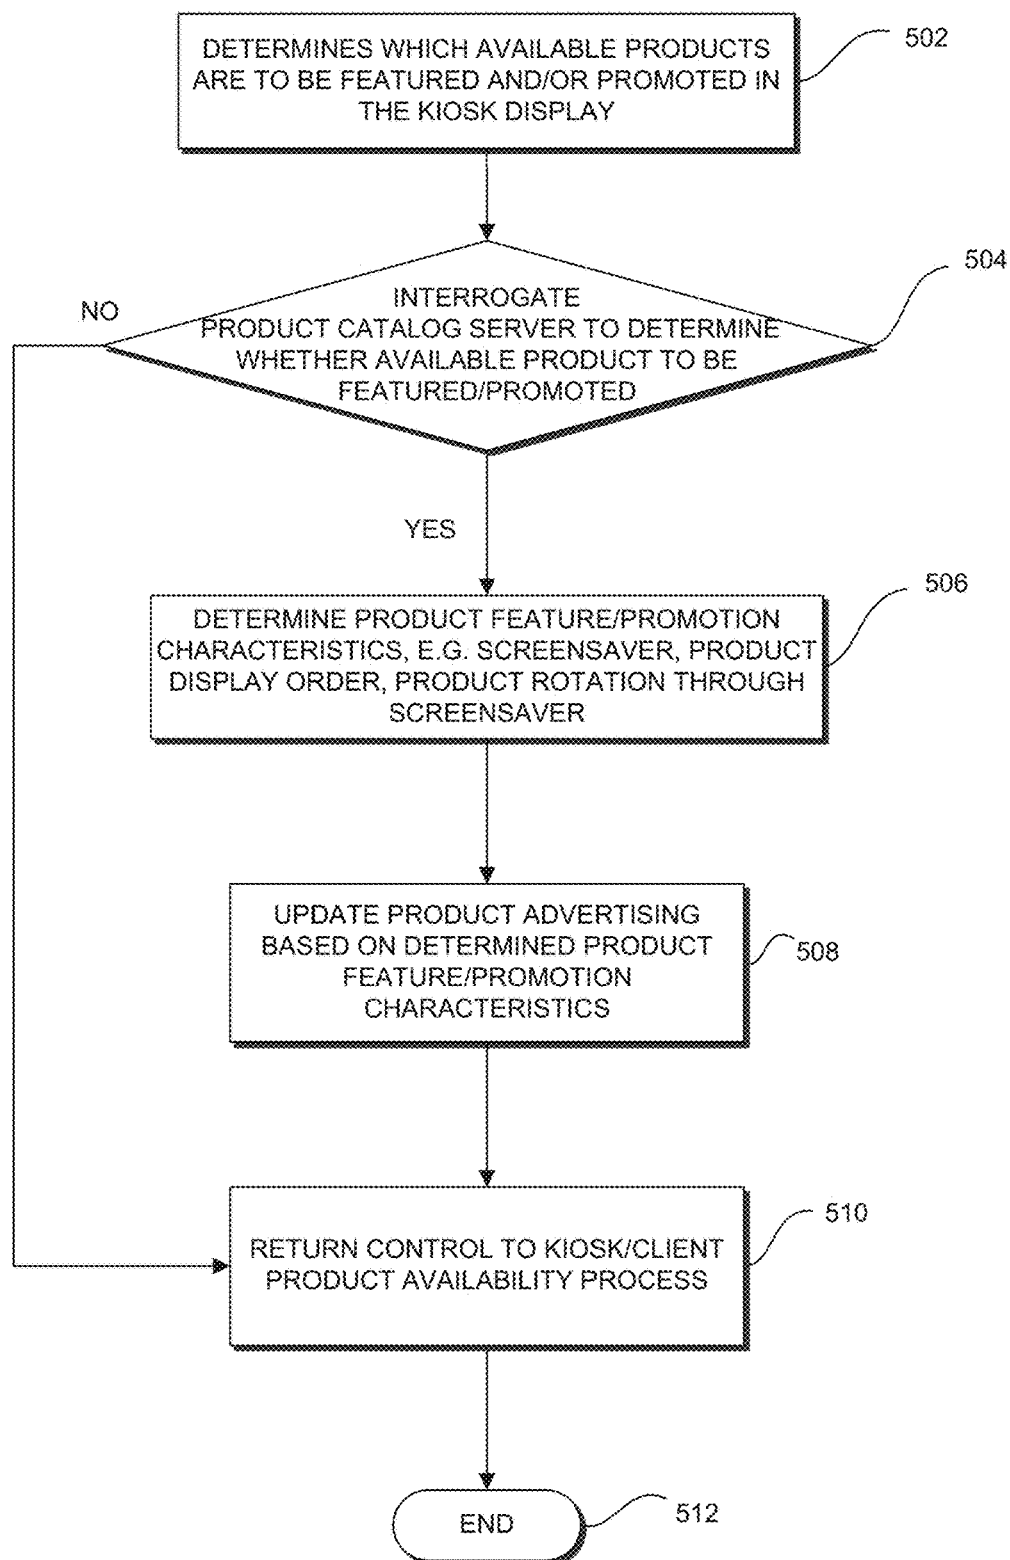 DETERMINES WHICH AVAILABLE PRODUCTS
ARE TO BE FEATURED AND/OR PROMOTED IN
THE KIOSK DISPLAY
502
504
NO
INTERROGATE
PRODUCT CATALOG SERVER TO DETERMINE
WHETHER AVAILABLE PRODUCT TO BE
FEATURED/PROMOTED
YES
506
DETERMINE PRODUCT FEATURE/PROMOTION
CHARACTERISTICS, E.G. SCREENSAVER, PRODUCT
DISPLAY ORDER, PRODUCT ROTATION THROUGH
SCREENSAVER
UPDATE PRODUCT ADVERTISING
BASED ON DETERMINED PRODUCT
FEATURE/PROMOTION
CHARACTERISTICS
508
510
RETURN CONTROL TO KIOSK/CLIENT
PRODUCT AVAILABILITY PROCESS
END
512